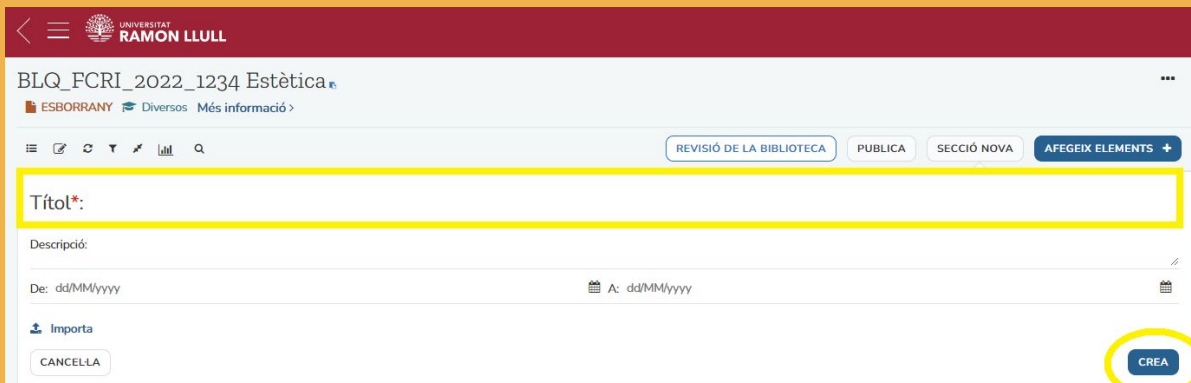 UNIVERSITAT
RAMON LLULL
BLQ_FCRI_2022_1234 Estètica
ESBORRANY Diversos Més informació >
REVISIÓ DE LA BIBLIOTECA PUBLICA SECCIÓ NOVA AFEGEIX ELEMENTS +
Títol*:
Descripció:
De: dd/MM/yyyy A: dd/MM/yyyy
Importa
CANCEL·LA CREA